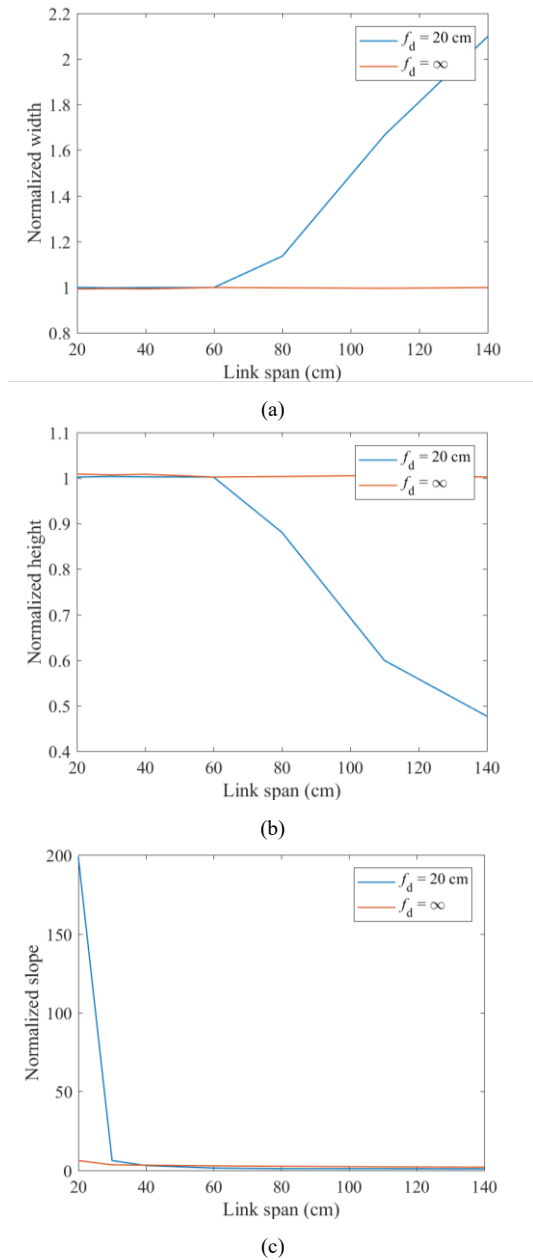 2.2
2
1.8
1.6
1.4
1.2
1
0.8
Normalized width
f_d = 20 cm
f_d = ∞
20 40 60 80 100 120 140
Link span (cm)
(a)
1.1
1
0.9
0.8
0.7
0.6
0.5
0.4
Normalized height
f_d = 20 cm
f_d = ∞
20 40 60 80 100 120 140
Link span (cm)
(b)
200
150
100
50
0
Normalized slope
f_d = 20 cm
f_d = ∞
20 40 60 80 100 120 140
Link span (cm)
(c)